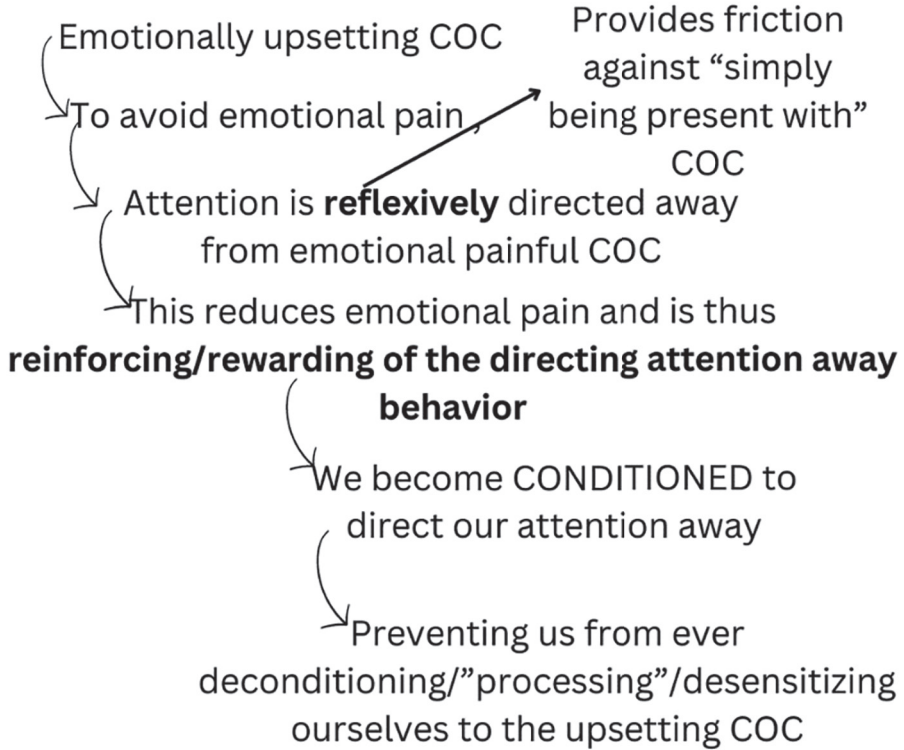 Emotionally upsetting COC
To avoid emotional pain,
Provides friction
against “simply
being present with”
COC
Attention is reflexively directed away
from emotional painful COC
This reduces emotional pain and is thus
reinforcing/rewarding of the directing attention away
behavior
We become CONDITIONED to
direct our attention away
Preventing us from ever
deconditioning/”processing”/desensitizing
ourselves to the upsetting COC